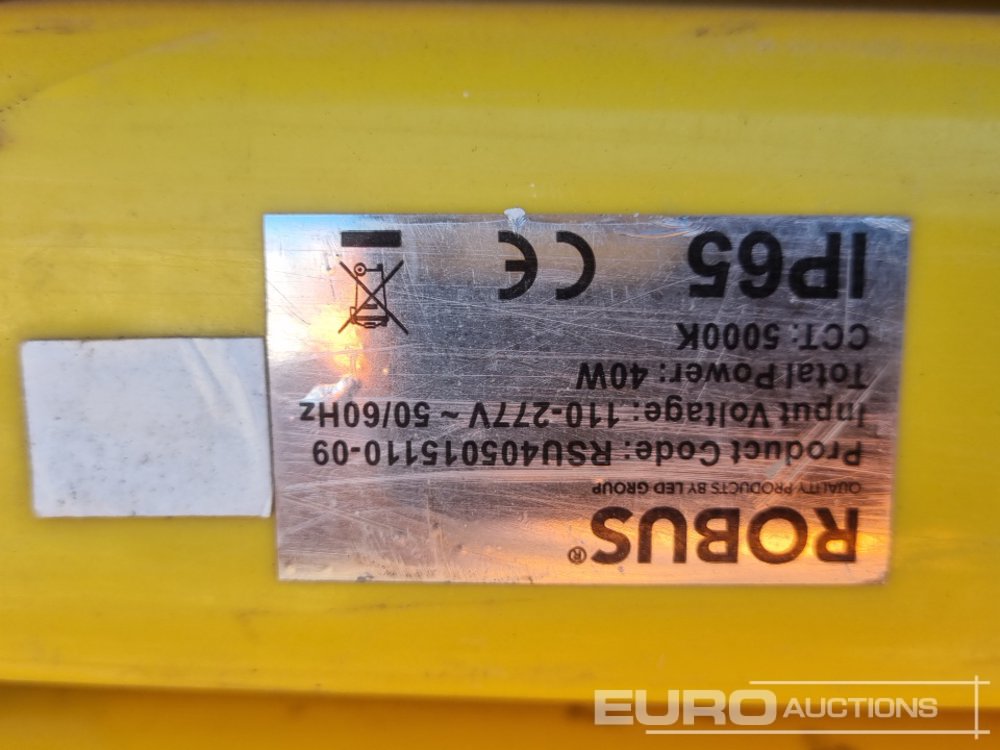 ROBUS®
QUALITY PRODUCTS BY LED GROUP
Product Code: RSU405015110-09
Input Voltage: 110-277V ~ 50/60Hz
Total Power: 40W
CCT: 5000K
IP65 CE
EURO AUCTIONS